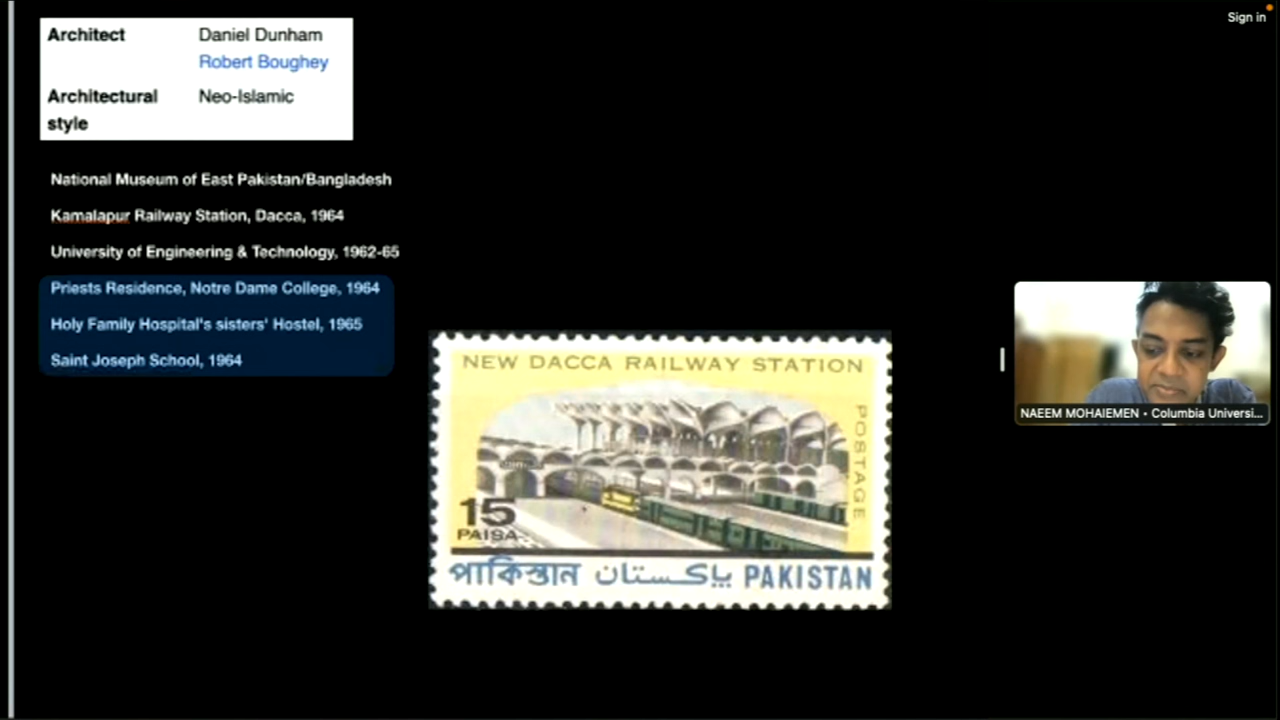 Sign in
Architect Daniel Dunham
Robert Boughey
Architectural Neo-Islamic
style
National Museum of East Pakistan/Bangladesh
Kamalapur Railway Station, Dacca, 1964
University of Engineering & Technology, 1962-65
Priests Residence, Notre Dame College, 1964
Holy Family Hospital's sisters' Hostel, 1965
Saint Joseph School, 1964
NEW DACCA RAILWAY STATION
POSTAGE
15
PAISA
পাকিস্তান پاکستان PAKISTAN
NAEEM MOHAIEMEN • Columbia Universi...